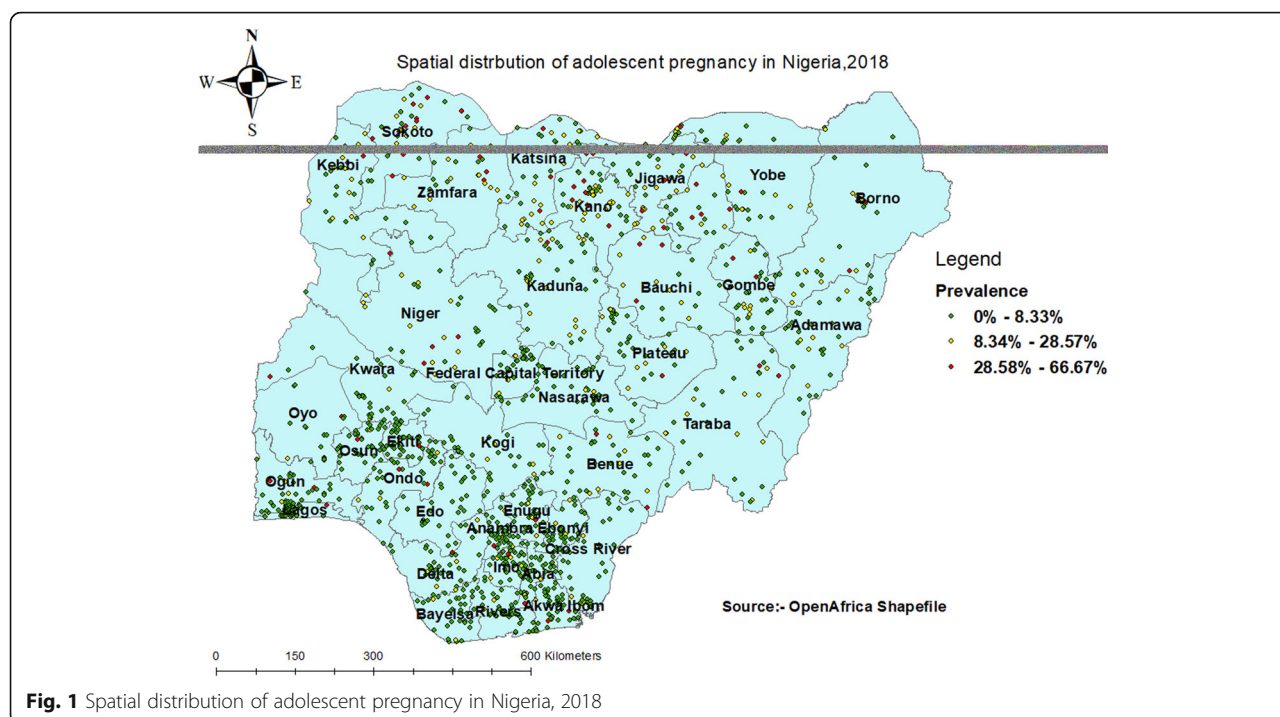 N
Spatial distrbution of adolescent pregnancy in Nigeria,2018
W E
S
Sokoto
Kebbi
Katsina
Zamfara
Jigawa
Yobe
Kano
Borno
Legend
Prevalence
0% - 8.33%
8.34% - 28.57%
28.58% - 66.67%
Kaduna
Bauchi
Gombe
Niger
Adamawa
Plateau
Kwara
Federal Capital Territory
Nasarawa
Oyo
Taraba
Ekiti
Osun
Kogi
Benue
Ogun
Ondo
Lagos
Edo
Enugu
Anambra Ebonyi
Cross River
Imo
Delta
Abia
Bayelsa
Rivers
Akwa Ibom
Source:- OpenAfrica Shapefile
0 150 300 600 Kilometers
Fig. 1 Spatial distribution of adolescent pregnancy in Nigeria, 2018